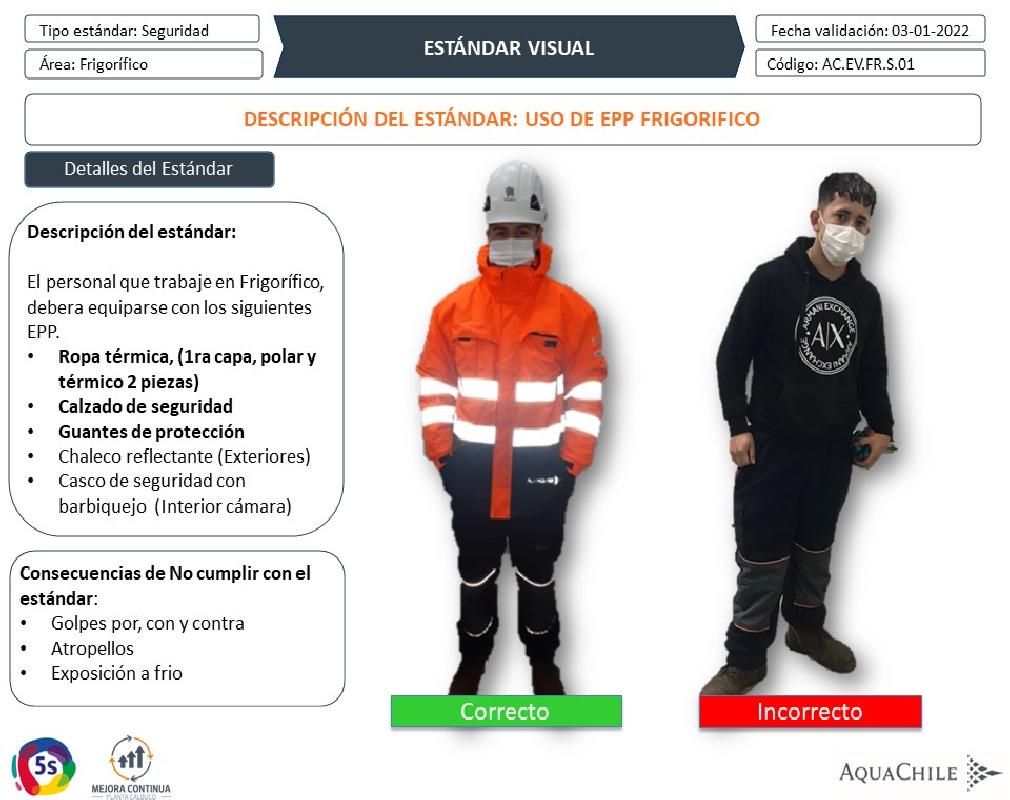 Tipo estándar: Seguridad
Área: Frigorífico
ESTÁNDAR VISUAL
Fecha validación: 03-01-2022
Código: AC.EV.FR.S.01
DESCRIPCIÓN DEL ESTÁNDAR: USO DE EPP FRIGORIFICO
Detalles del Estándar
Descripción del estándar:
El personal que trabaje en Frigorífico,
debera equiparse con los siguientes
EPP.
• Ropa térmica, (1ra capa, polar y
térmico 2 piezas)
• Calzado de seguridad
• Guantes de protección
• Chaleco reflectante (Exteriores)
• Casco de seguridad con
barbiquejo (Interior cámara)
Consecuencias de No cumplir con el
estándar:
• Golpes por, con y contra
• Atropellos
• Exposición a frio
ARMANI EXCHANGE
A|X
ARMANI EXCHANGE
Correcto
Incorrecto
5s
MEJORA CONTINUA
PLANTA CALBUCO
AQUACHILE